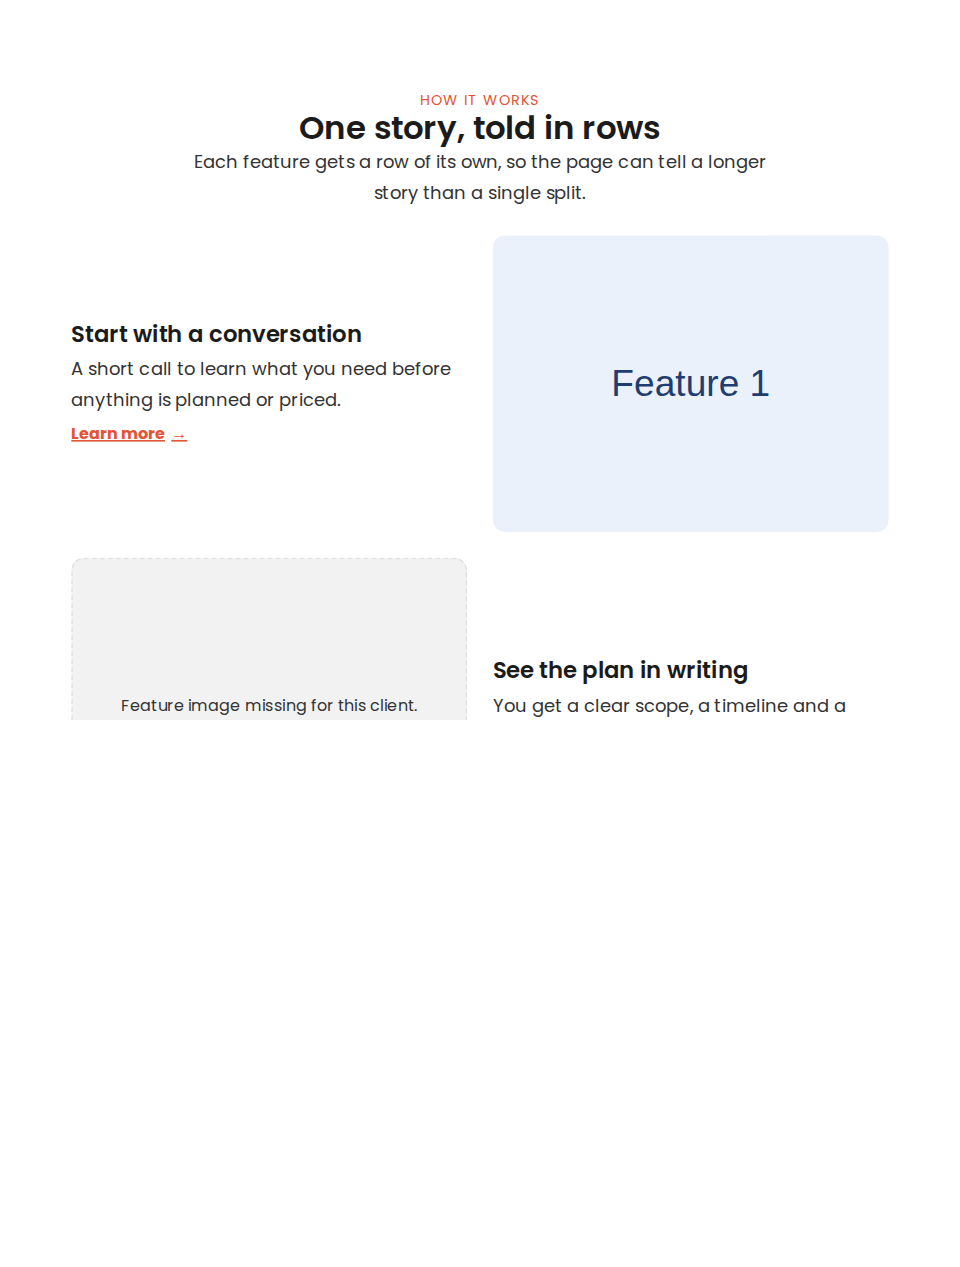 HOW IT WORKS
One story, told in rows
Each feature gets a row of its own, so the page can tell a longer
story than a single split.
Start with a conversation
A short call to learn what you need before
anything is planned or priced.
Learn more →
Feature 1
Feature image missing for this client.
See the plan in writing
You get a clear scope, a timeline and a